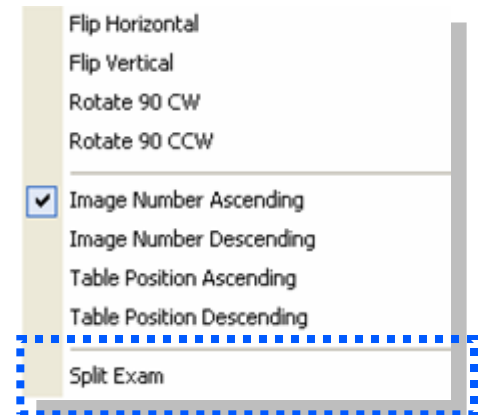 Flip Horizontal
Flip Vertical
Rotate 90 CW
Rotate 90 CCW
Image Number Ascending
Image Number Descending
Table Position Ascending
Table Position Descending
Split Exam